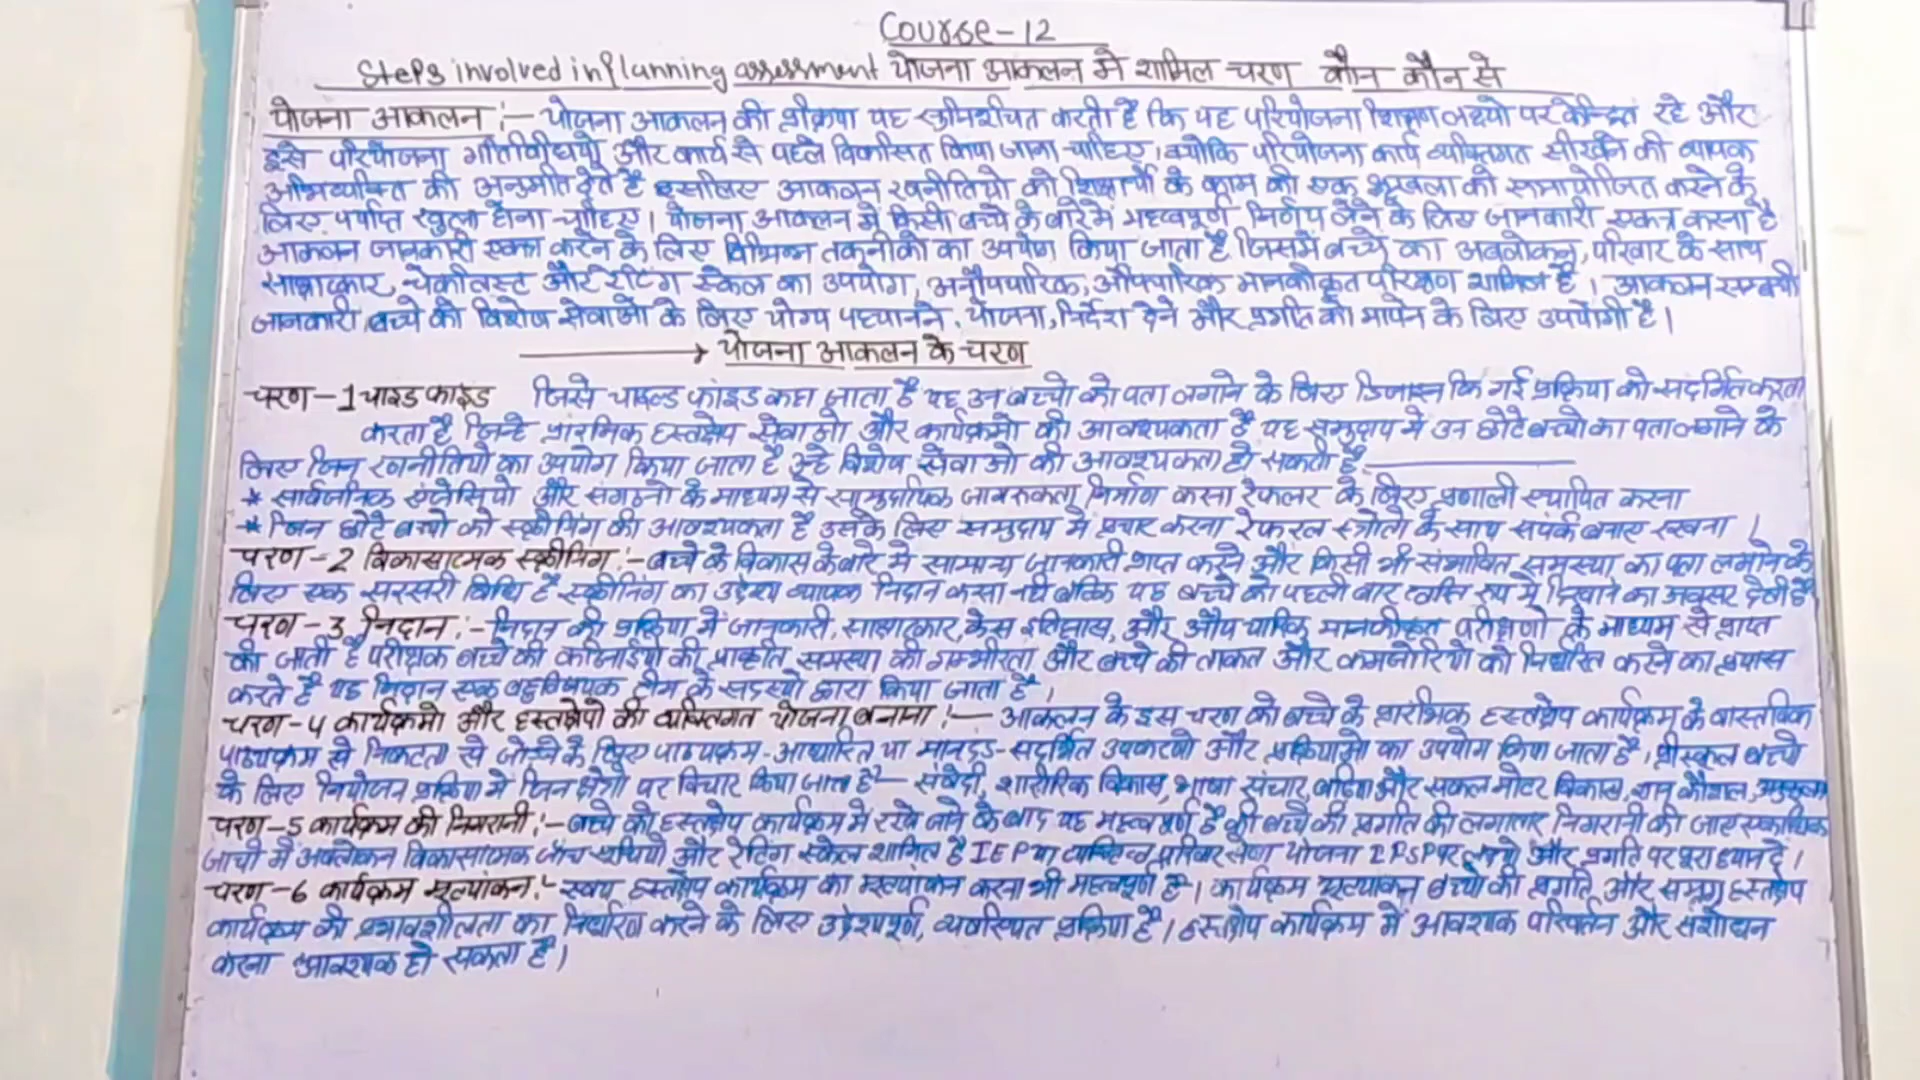 Course-12
Steps involved in planning assessment योजना आकलन मे शामिल चरण कौन कौन से
योजना आकलन :— योजना आकलन की प्रक्रिया यह सुनिश्चित करती है कि यह परियोजना शिक्षण लक्ष्यो पर केन्द्रित रहे और
इसे परियोजना गतिविधियो और कार्य से पहले विकसित किया जाना चाहिए। क्योकि परियोजना कार्य व्यक्तिगत सीखने की व्यापक
अभिव्यक्ति की अनुमति देते है इसलिए आकलन रणनीतियो को शिक्षार्थी के काम की एक श्रृंखला को समायोजित करने के
लिए पर्याप्त खुला होना चाहिए। योजना आकलन मे किसी बच्चे के बारे मे महत्वपूर्ण निर्णय लेने के लिए जानकारी एकत्र करना है
आकलन जानकारी एकत्र करने के लिए विभिन्न तकनीको का उपयोग किया जाता है जिसमें बच्चे का अवलोकन, परिवार के साथ
साक्षात्कार, चेकलिस्ट और रेटिंग स्केल का उपयोग, अनौपचारिक, औपचारिक मानकीकृत परिक्षण शामिल है। आकलन सम्बन्धी
जानकारी बच्चे को विशेष सेवाओ के लिए योग्य पहचानने, योजना, निर्देश देने और प्रगति को मापने के लिए उपयोगी है।
→ योजना आकलन के चरण
चरण-1 चाइड फाइंड जिसे चाइल्ड फांइड कहा जाता है यह उन बच्चो को पता लगाने के लिए डिजाइन कि गई प्रक्रिया को सदर्भित करता
करता है जिन्हे प्रारंभिक हस्तक्षेप सेवाओ और कार्यक्रमो की आवश्यकता है यह समुदाय मे उन छोटे बच्चो का पता लगाने के
लिए जिन रणनीतियो का उपयोग किया जाता है उन्हे विशेष सेवाओ की आवश्यकता हो सकती है
* सार्वजनिक एजेंसियो और संगठनो के माध्यम से सामुदायिक जागरूकता निर्माण करना रेफलर के लिए प्रणाली स्थापित करना
* जिन छोटे बच्चो को स्क्रीनिंग की आवश्यकता है उसके लिए समुदाय में प्रचार करना रेफरल स्त्रोतो के साथ सपंर्क बनाए रखना।
चरण-2 विकासात्मक स्क्रीनिंग :- बच्चे के विकास के बारे मे सामान्य जानकारी प्राप्त करने और किसी भी संभावित समस्या का पता लगाने के
लिए एक सरसरी विधि है स्क्रीनिंग का उद्देश्य व्यापक निदान करना नही बल्कि यह बच्चे को पहली बार त्वरित रूप में दिखाने का अवसर देती है
चरण-3 निदान :- निदान की प्रक्रिया में जानकारी, साक्षात्कार, केस इतिहास, और औपचारिक मानकीकृत परीक्षणो के माध्यम से प्राप्त
की जाती है परीक्षक बच्चे की कठिनाईयो की प्रकृति, समस्या की गम्भीरता और बच्चे की ताकत और कमजोरियो को निर्धारित करने का प्रयास
करते है यह निदान एक बहुविषयक टीम के सदस्यो द्वारा किया जाता है।
चरण-4 कार्यक्रमो और हस्तक्षेपो की व्यक्तिगत योजना बनाना :— आकलन के इस चरण को बच्चे के प्रारंभिक हस्तक्षेप कार्यक्रम के वास्तविक
पाठ्यक्रम से निकटता से जोडने के लिए पाठ्यक्रम-आधारित या मानदंड-सदर्भित उपकरणो और प्रक्रियाओ का उपयोग किया जाता है। प्रीस्कूल बच्चे
के लिए नियोजन प्रक्रिया मे जिन क्षेत्रो पर विचार किया जाता है— संवेदी, शारीरिक विकास, भाषा संचार, बढिया और सकल मोटर विकास, ज्ञान कौशल,
चरण-5 कार्यक्रम की निगरानी :- बच्चे को हस्तक्षेप कार्यक्रम मे रखे जाने के बाद यह महत्वपूर्ण है की बच्चे की प्रगति की लगातार निगरानी की जाए
जाचो में अवलोकन विकासात्मक जॉच सूचियो और रेटिंग स्केल शामिल है IEP या व्यक्तिगत परिवार सेवा योजना IFSP पर लक्ष्यो और प्रगति पर पूरा ध्यान दे।
चरण-6 कार्यक्रम मूल्यांकन :- स्वयं हस्तक्षेप कार्यक्रम का मूल्यांकन करना भी महत्वपूर्ण है। कार्यक्रम मूल्यांकन बच्चो की प्रगति और समग्र हस्तक्षेप
कार्यक्रम की प्रभावशीलता का निर्धारण करने के लिए उद्देश्यपूर्ण, व्यवस्थित प्रक्रिया है। हस्तक्षेप कार्यक्रम में आवश्यक परिवर्तन और संशोधन
करना आवश्यक हो सकता है।